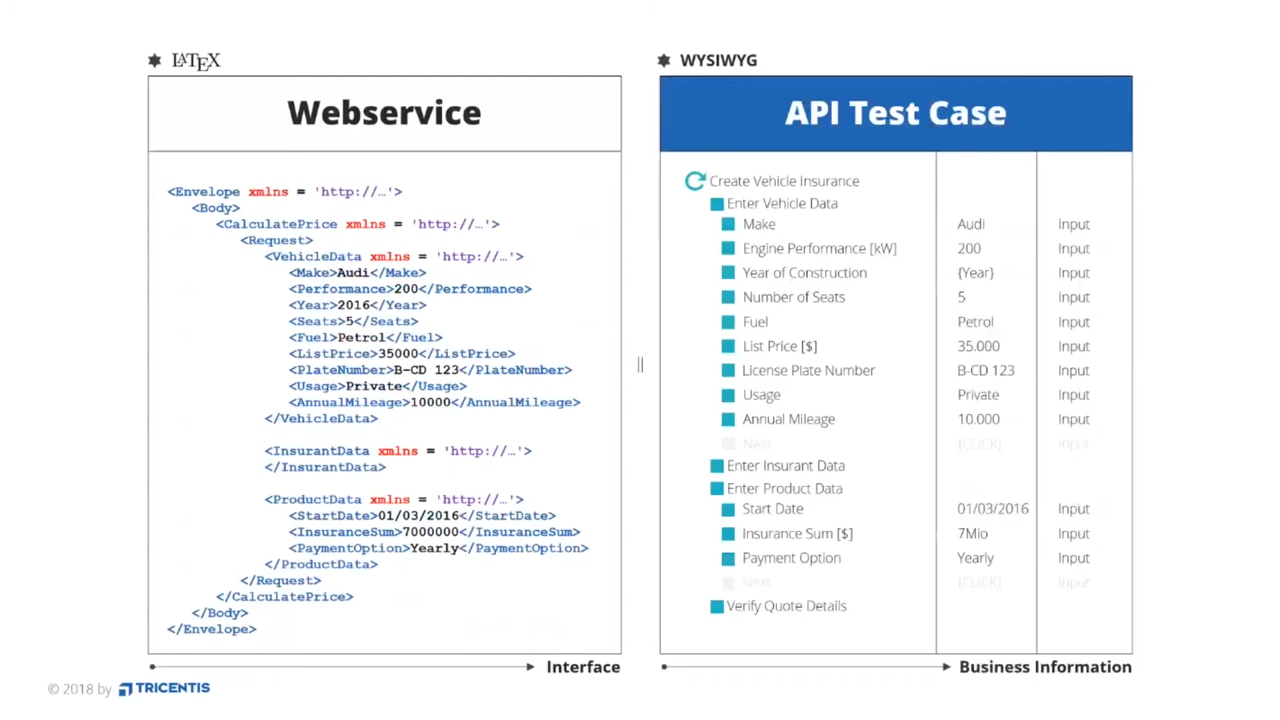 LATEX
Webservice
<Envelope xmlns = 'http://…'>
<Body>
<CalculatePrice xmlns = 'http://…'>
<Request>
<VehicleData xmlns = 'http://…'>
<Make>Audi</Make>
<Performance>200</Performance>
<Year>2016</Year>
<Seats>5</Seats>
<Fuel>Petrol</Fuel>
<ListPrice>35000</ListPrice>
<PlateNumber>B-CD 123</PlateNumber>
<Usage>Private</Usage>
<AnnualMileage>10000</AnnualMileage>
</VehicleData>
<InsurantData xmlns = 'http://…'>
</InsurantData>
<ProductData xmlns = 'http://…'>
<StartDate>01/03/2016</StartDate>
<InsuranceSum>7000000</InsuranceSum>
<PaymentOption>Yearly</PaymentOption>
</ProductData>
</Request>
</CalculatePrice>
</Body>
</Envelope>
Interface
WYSIWYG
API Test Case
Create Vehicle Insurance
Enter Vehicle Data
Make Audi Input
Engine Performance [kW] 200 Input
Year of Construction {Year} Input
Number of Seats 5 Input
Fuel Petrol Input
List Price [$] 35.000 Input
License Plate Number B-CD 123 Input
Usage Private Input
Annual Mileage 10.000 Input
Next {CLICK} Input
Enter Insurant Data
Enter Product Data
Start Date 01/03/2016 Input
Insurance Sum [$] 7Mio Input
Payment Option Yearly Input
Next {CLICK} Input
Verify Quote Details
Business Information
© 2018 by TRICENTIS